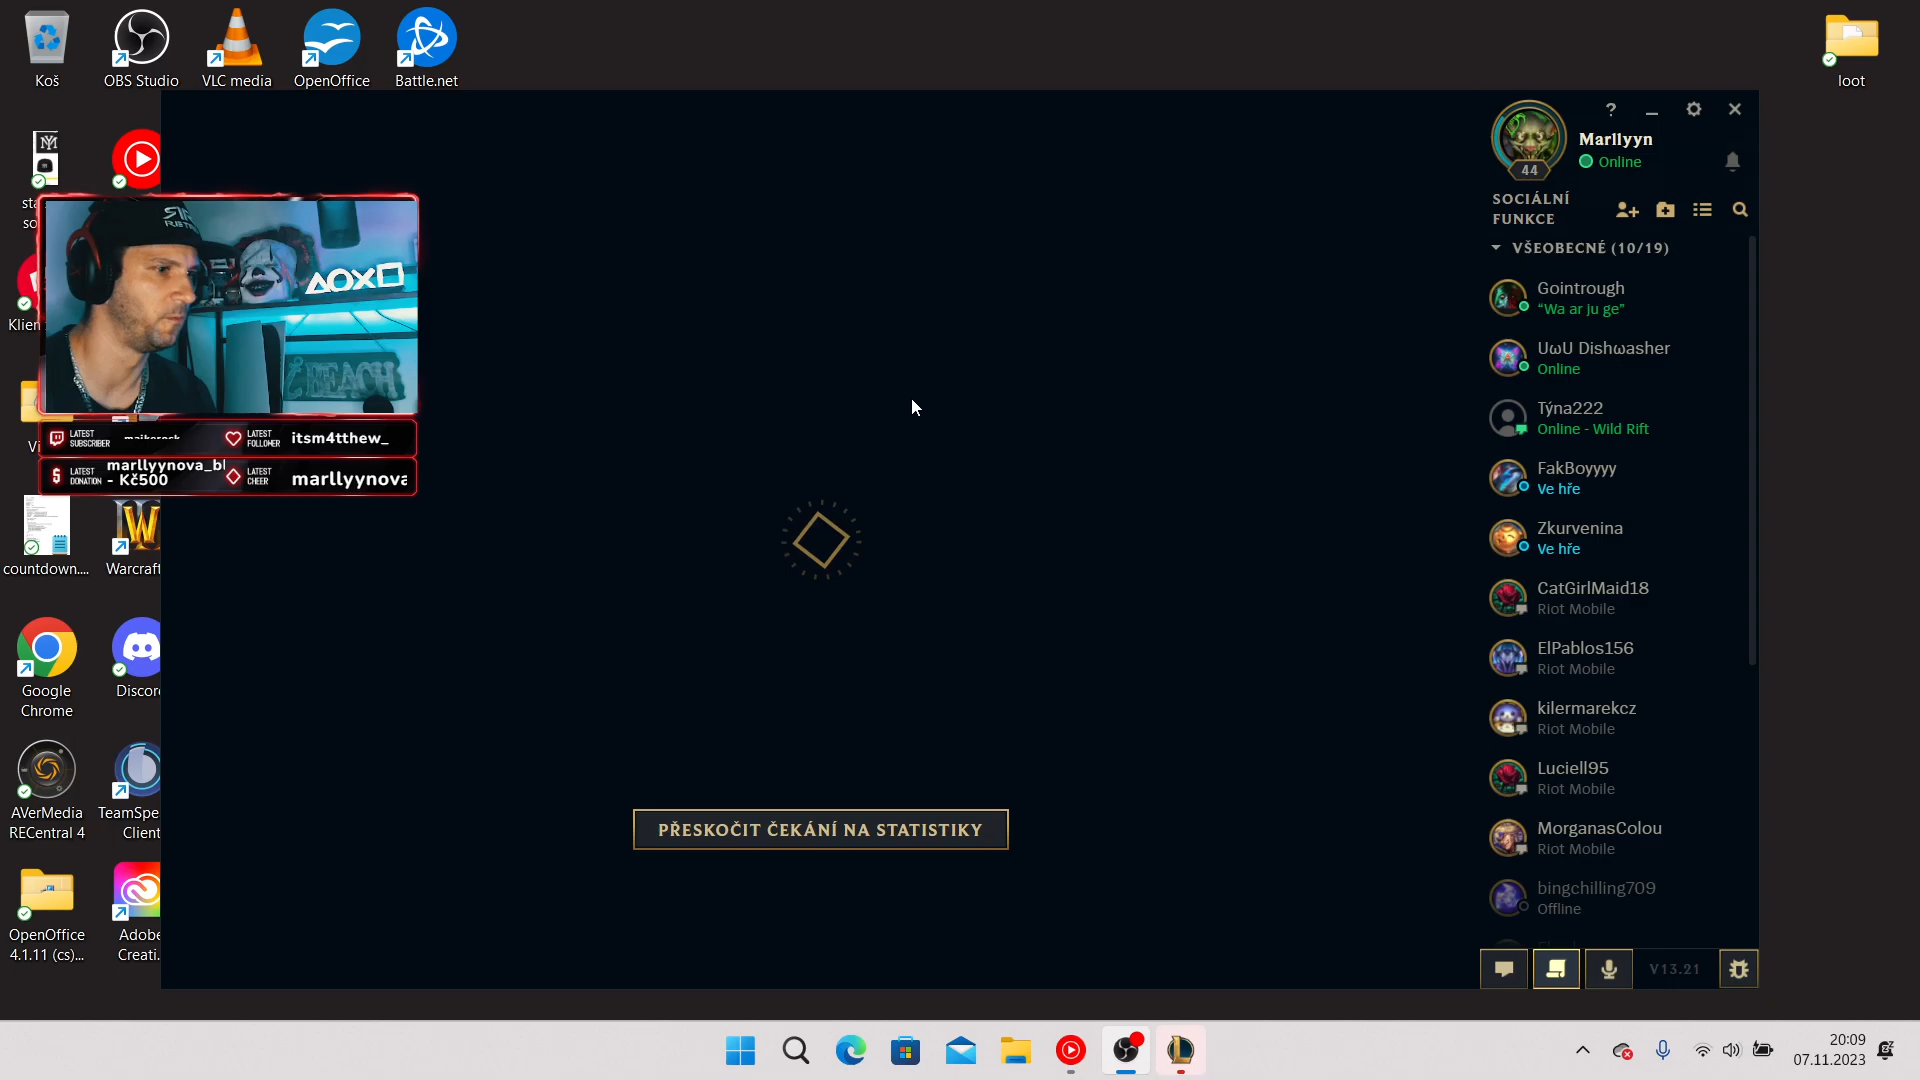 Koš
OBS Studio
VLC media
OpenOffice
Battle.net
loot
?
Marllyyn
Online
44
SOCIÁLNÍ
FUNKCE
VŠEOBECNÉ (10/19)
Gointrough
“Wa ar ju ge”
UωU Dishωasher
Online
Týna222
Online - Wild Rift
FakBoyyyy
Ve hře
Zkurvenina
Ve hře
CatGirlMaid18
Riot Mobile
ElPablos156
Riot Mobile
kilermarekcz
Riot Mobile
Luciell95
Riot Mobile
MorganasColou
Riot Mobile
bingchilling709
Offline
V13.21
BEACH
LATEST
SUBSCRIBER
LATEST
FOLLOWER
itsm4tthew_
LATEST
DONATION
marllyynova_bl
- Kč500
LATEST
CHEER
marllyynova
Klien
countdown....
Warcraft
Google
Chrome
Discor
AVerMedia
RECentral 4
TeamSpe
Client
OpenOffice
4.1.11 (cs)...
Adobe
Creati.
PŘESKOČIT ČEKÁNÍ NA STATISTIKY
20:09
07.11.2023